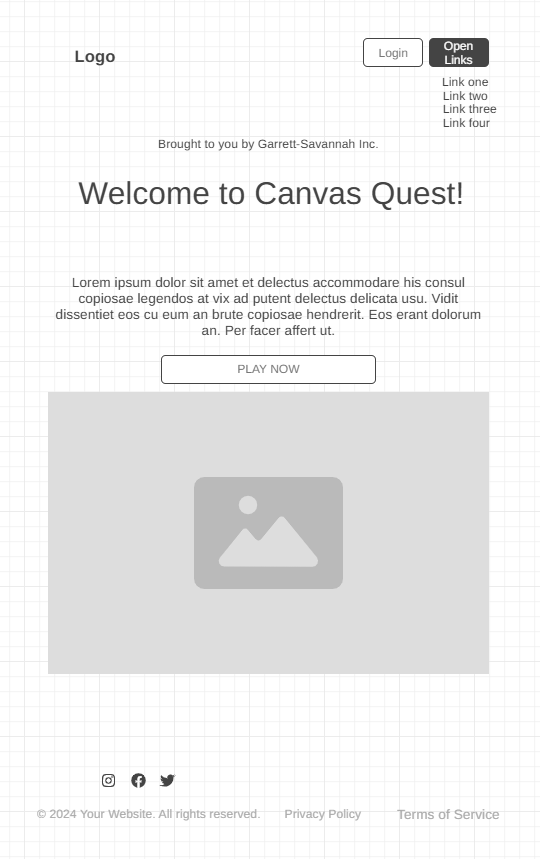 Logo
Login
Open
Links
Link one
Link two
Link three
Link four
Brought to you by Garrett-Savannah Inc.
Welcome to Canvas Quest!
Lorem ipsum dolor sit amet et delectus accommodare his consul
copiosae legendos at vix ad putent delectus delicata usu. Vidit
dissentiet eos cu eum an brute copiosae hendrerit. Eos erant dolorum
an. Per facer affert ut.
PLAY NOW
© 2024 Your Website. All rights reserved.
Privacy Policy
Terms of Service